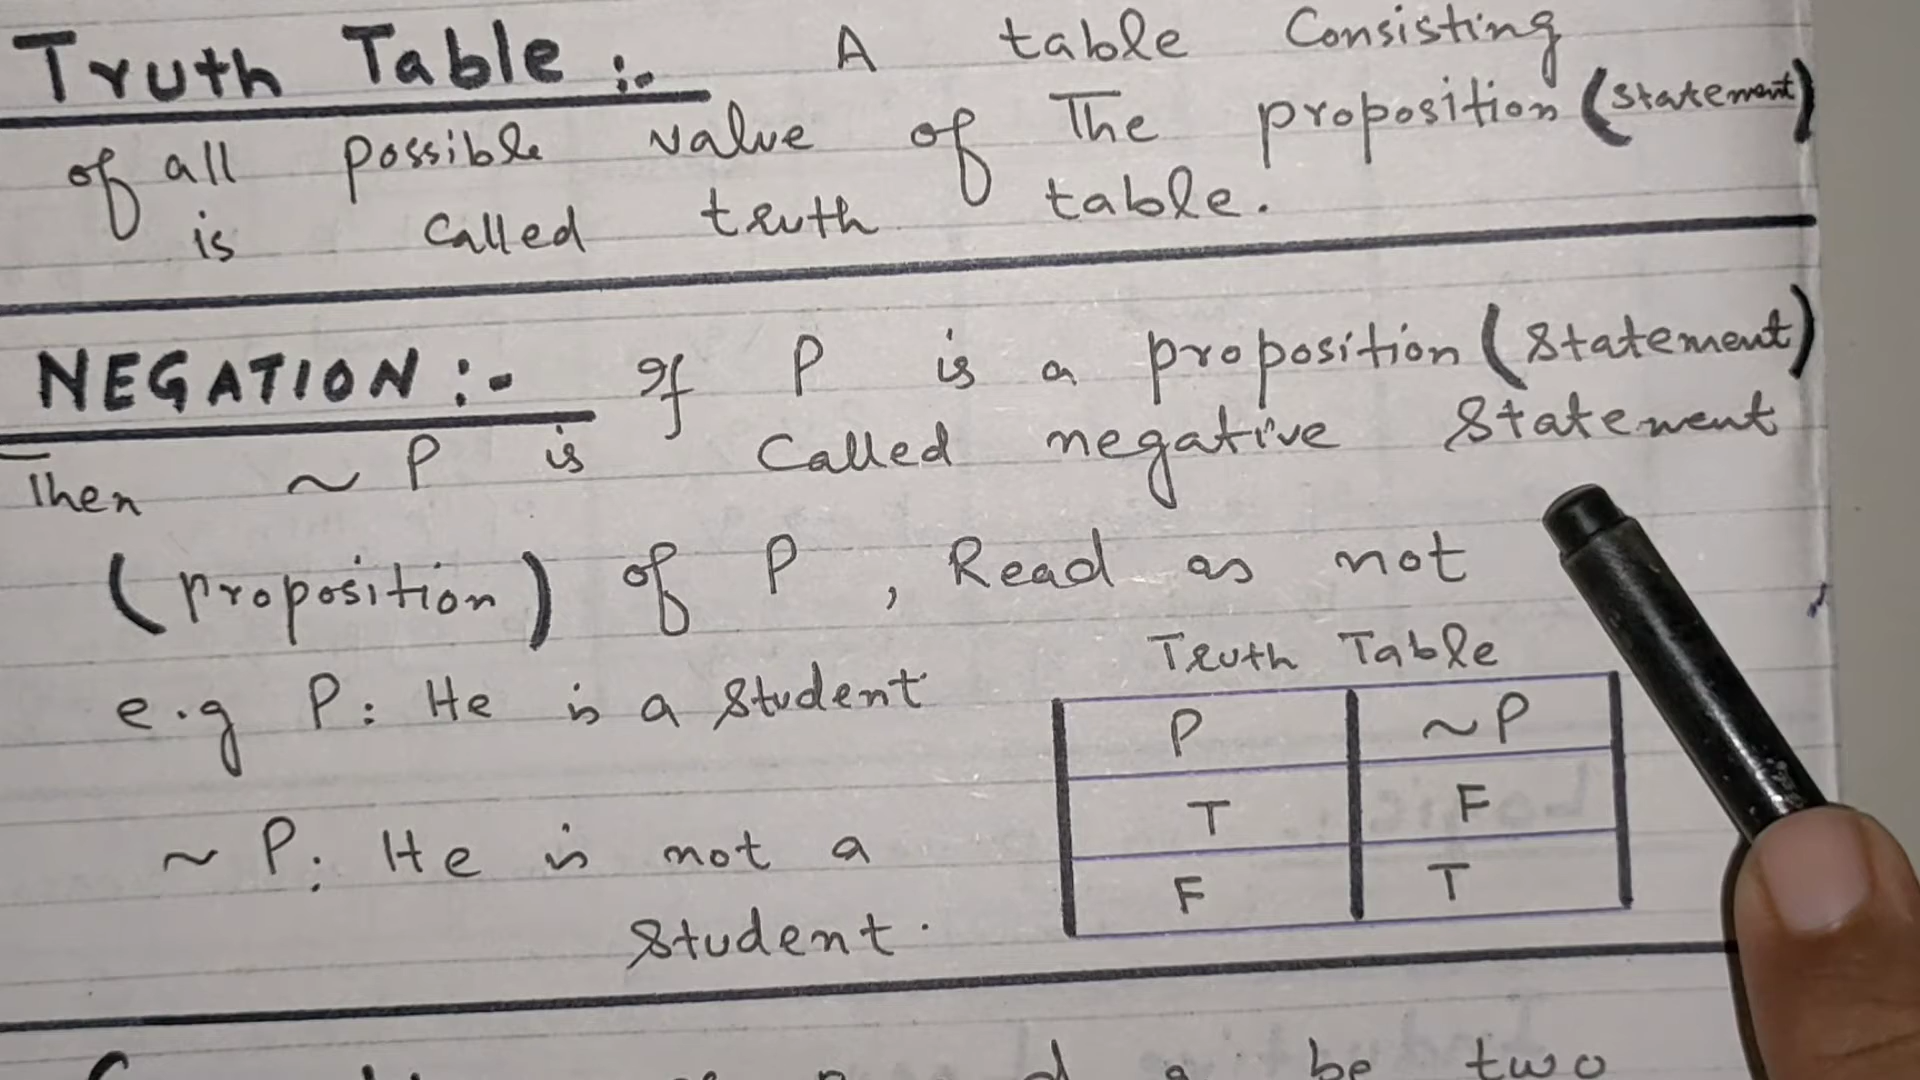 Truth Table :- A table Consisting
of all possible value of The proposition (Statement)
is Called truth table.
NEGATION :- If P is a proposition (Statement)
Then ~ P is Called negative Statement
(proposition) of P , Read as not
Truth Table
e.g P: He is a Student
P ~P
T F
~ P: He is not a
F T
Student.
be two